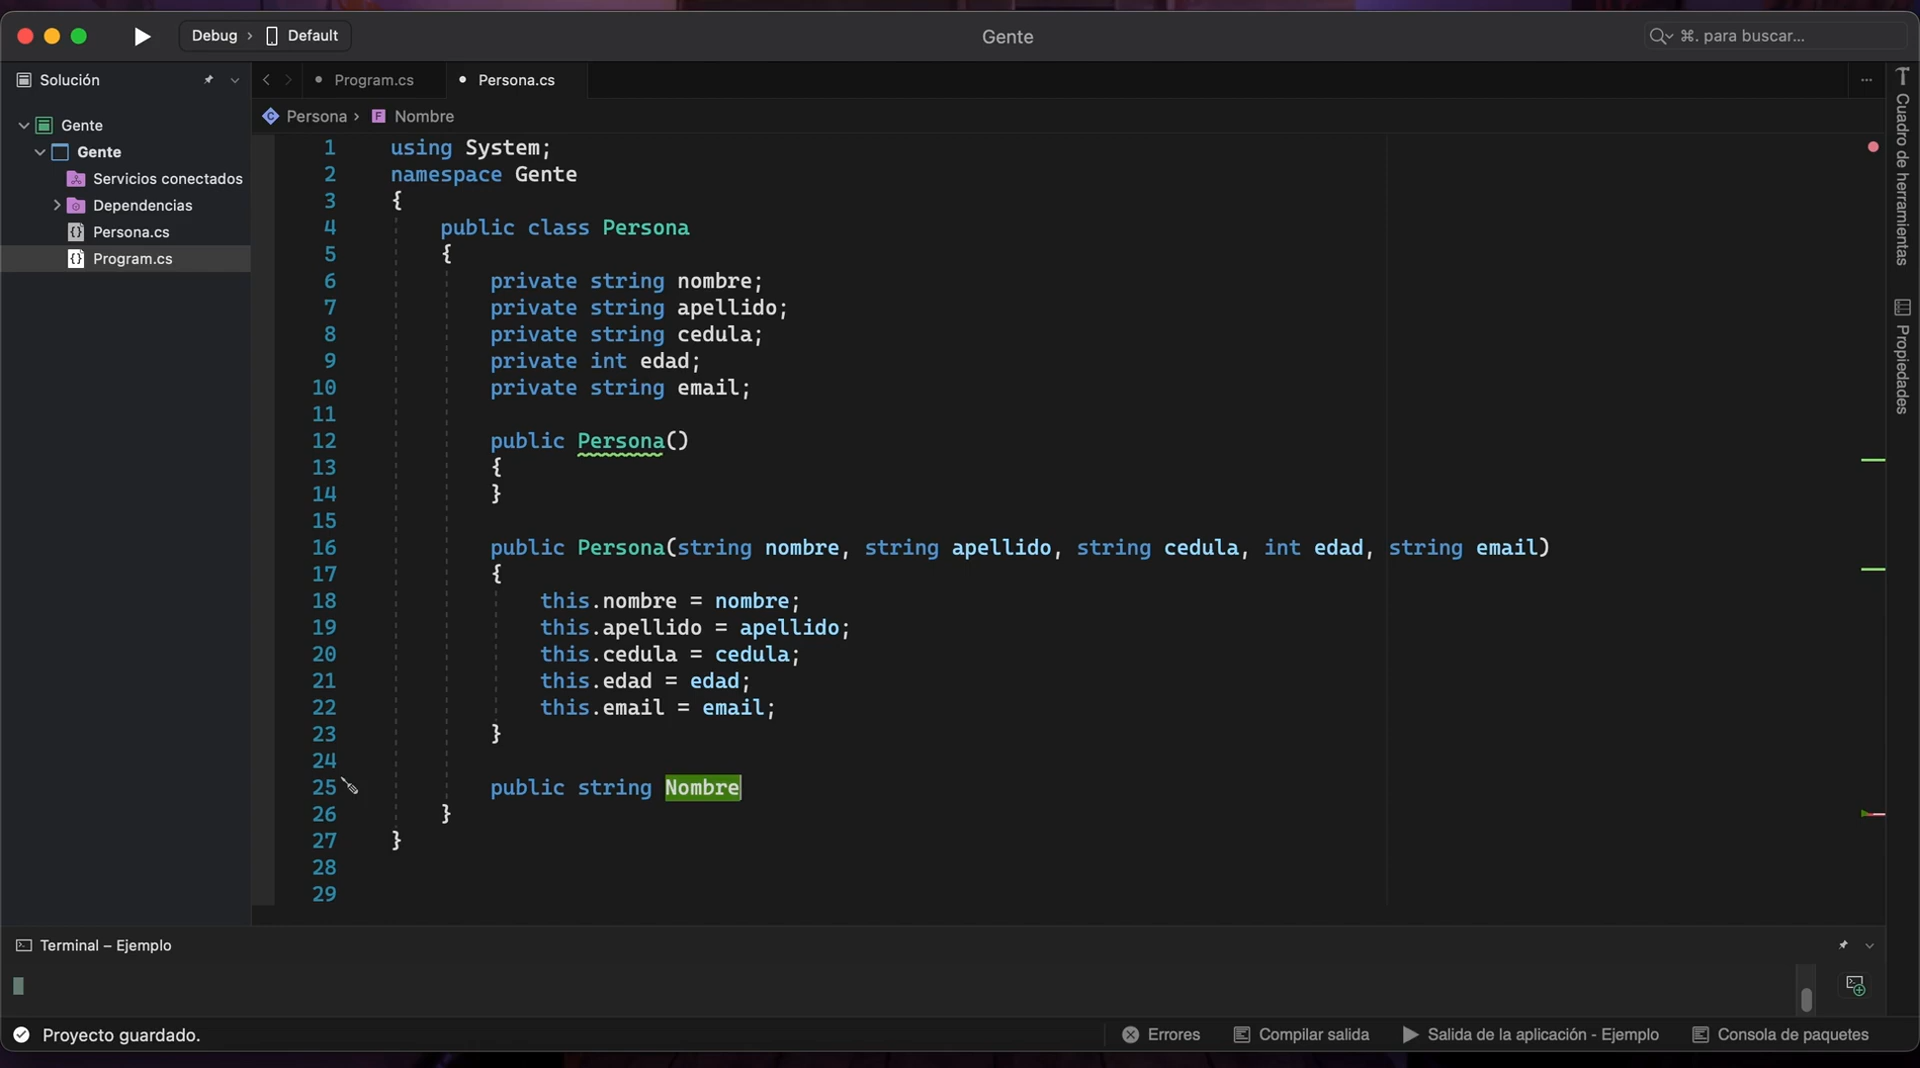 Debug › Default
Gente
⌘. para buscar...
Solución
Program.cs
Persona.cs
Gente
Gente
Servicios conectados
Dependencias
Persona.cs
Program.cs
Persona › Nombre
1 using System;
2 namespace Gente
3 {
4 public class Persona
5 {
6 private string nombre;
7 private string apellido;
8 private string cedula;
9 private int edad;
10 private string email;
11
12 public Persona()
13 {
14 }
15
16 public Persona(string nombre, string apellido, string cedula, int edad, string email)
17 {
18 this.nombre = nombre;
19 this.apellido = apellido;
20 this.cedula = cedula;
21 this.edad = edad;
22 this.email = email;
23 }
24
25 public string Nombre
26 }
27 }
28
29
Cuadro de herramientas
Propiedades
Terminal – Ejemplo
Proyecto guardado.
Errores
Compilar salida
Salida de la aplicación - Ejemplo
Consola de paquetes